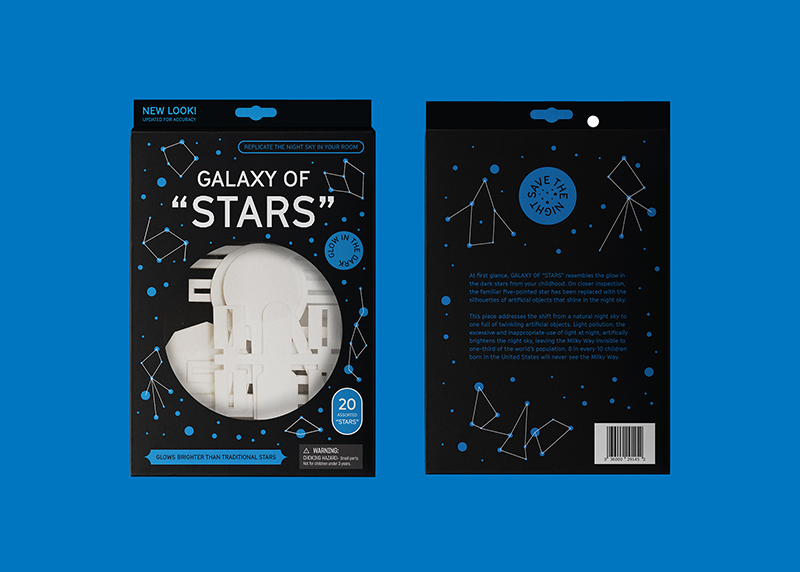 NEW LOOK!
UPDATED FOR ACCURACY
REPLICATE THE NIGHT SKY IN YOUR ROOM
GALAXY OF
“STARS”
GLOW IN THE DARK
20
ASSORTED
“STARS”
GLOWS BRIGHTER THAN TRADITIONAL STARS
WARNING:
CHOKING HAZARD- Small parts
Not for children under 3 years.
SAVE THE NIGHT
At first glance, GALAXY OF “STARS” resembles the glow in
the dark stars from your childhood. On closer inspection,
the familiar five-pointed star has been replaced with the
silhouettes of artificial objects that shine in the night sky.
This piece addresses the shift from a natural night sky to
one full of twinkling artificial objects. Light pollution, the
excessive and inappropriate use of light at night, artificially
brightens the night sky, leaving the Milky Way invisible to
one-third of the world’s population. 8 in every 10 children
born in the United States will never see the Milky Way.
3 36000 29145 2